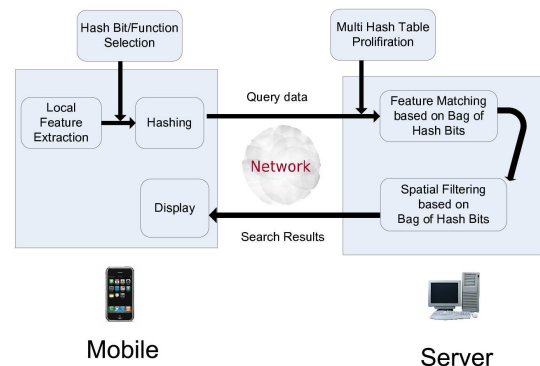 Hash Bit/Function
Selection
Multi Hash Table
Prolifiration
Local
Feature
Extraction
Hashing
Query data
Feature Matching
based on Bag of
Hash Bits
Network
Display
Spatial Filtering
based on
Bag of Hash Bits
Search Results
Mobile
Server